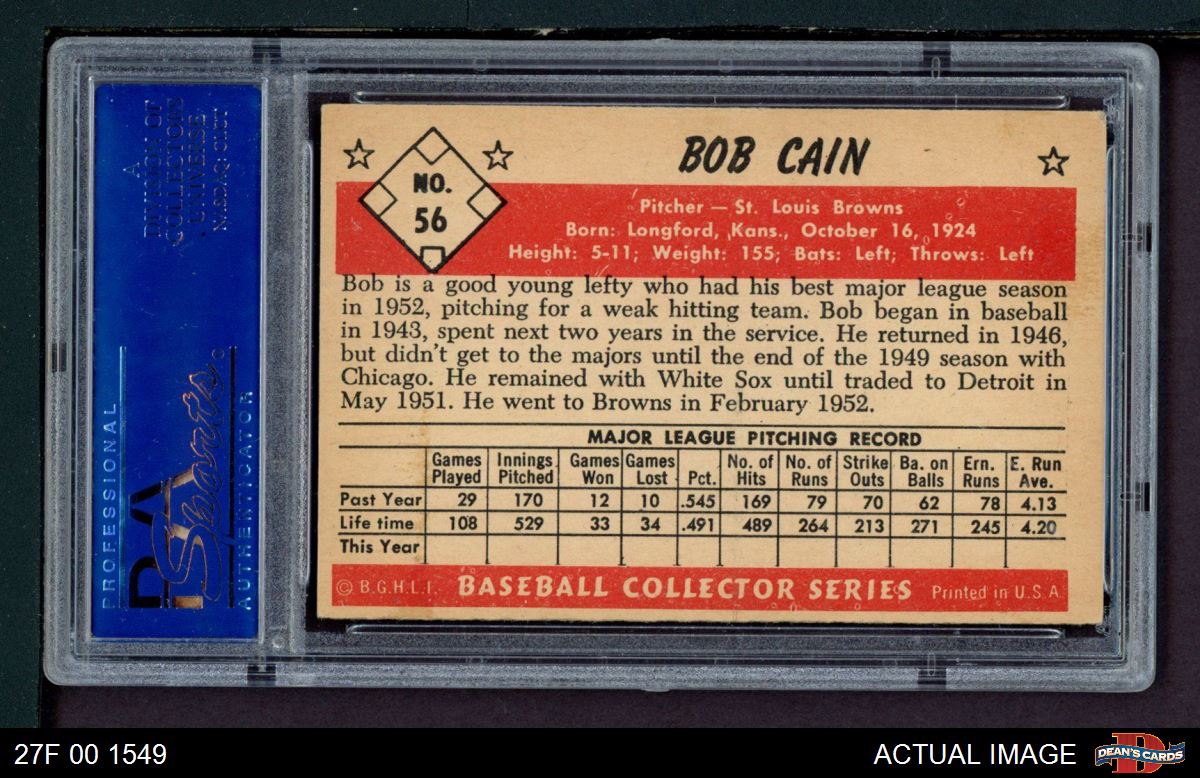 A
DIVISION OF
COLLECTORS
UNIVERSE
NASDAQ: CLCT
PROFESSIONAL
PSA
Sports
AUTHENTICATOR
NO.
56
BOB CAIN
Pitcher — St. Louis Browns
Born: Longford, Kans., October 16, 1924
Height: 5-11; Weight: 155; Bats: Left; Throws: Left
Bob is a good young lefty who had his best major league season
in 1952, pitching for a weak hitting team. Bob began in baseball
in 1943, spent next two years in the service. He returned in 1946,
but didn't get to the majors until the end of the 1949 season with
Chicago. He remained with White Sox until traded to Detroit in
May 1951. He went to Browns in February 1952.
MAJOR LEAGUE PITCHING RECORD
Games Played Innings Pitched Games Won Games Lost Pct. No. of Hits No. of Runs Strike Outs Ba. on Balls Ern. Runs E. Run Ave.
Past Year 29 170 12 10 .545 169 79 70 62 78 4.13
Life time 108 529 33 34 .491 489 264 213 271 245 4.20
This Year
© B.G.H.L.I. BASEBALL COLLECTOR SERIES Printed in U.S.A.
27F 00 1549
ACTUAL IMAGE
DEAN'S CARDS